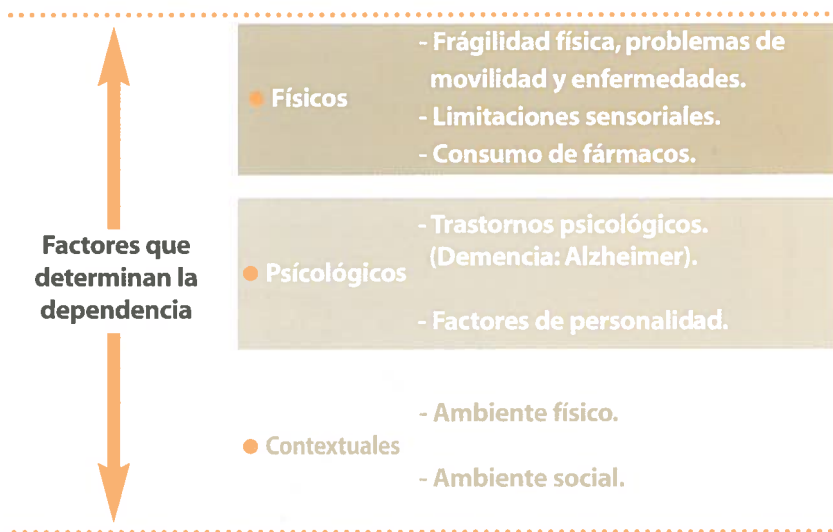 Factores que
determinan la
dependencia
Físicos
- Frágilidad física, problemas de
movilidad y enfermedades.
- Limitaciones sensoriales.
- Consumo de fármacos.
Psícológicos
- Trastornos psicológicos.
(Demencia: Alzheimer).
- Factores de personalidad.
Contextuales
- Ambiente físico.
- Ambiente social.